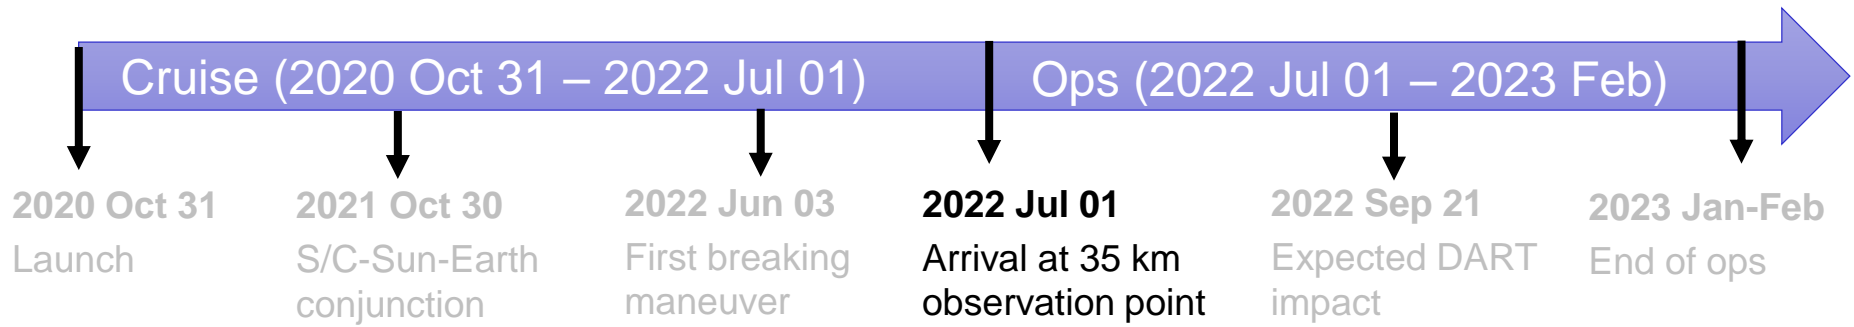 Cruise (2020 Oct 31 – 2022 Jul 01)
Ops (2022 Jul 01 – 2023 Feb)
2020 Oct 31
Launch
2021 Oct 30
S/C-Sun-Earth
conjunction
2022 Jun 03
First breaking
maneuver
2022 Jul 01
Arrival at 35 km
observation point
2022 Sep 21
Expected DART
impact
2023 Jan-Feb
End of ops